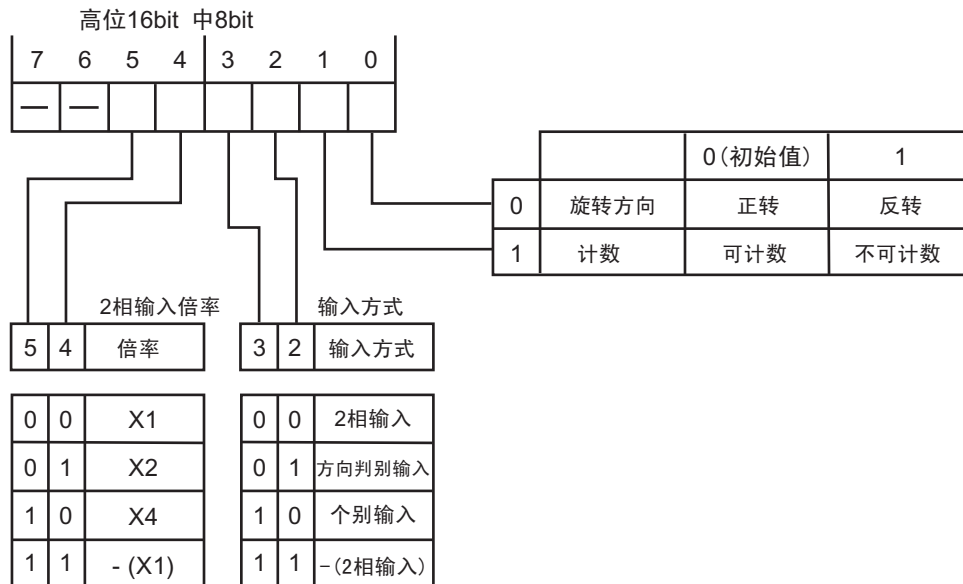 高位16bit 中8bit
7 6 5 4 3 2 1 0
— —
0(初始值) 1
0 旋转方向 正转 反转
1 计数 可计数 不可计数
2相输入倍率 输入方式
5 4 倍率 3 2 输入方式
0 0 X1 0 0 2相输入
0 1 X2 0 1 方向判别输入
1 0 X4 1 0 个别输入
1 1 - (X1) 1 1 -(2相输入)